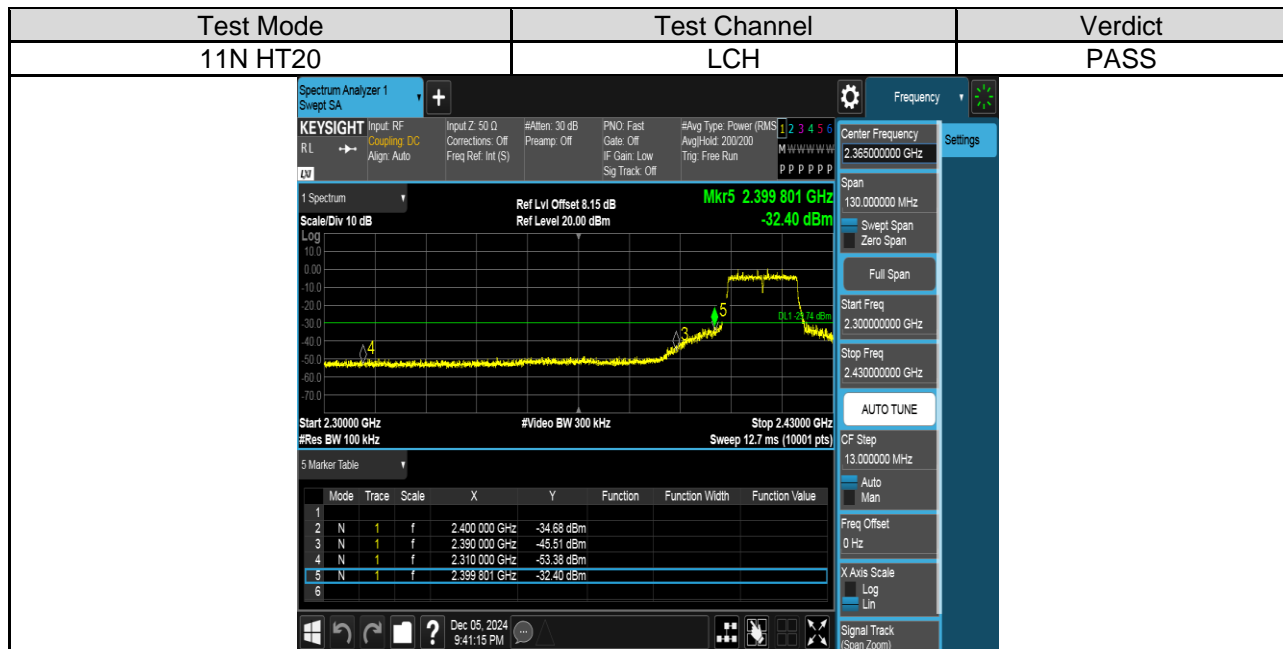 Test Mode Test Channel Verdict
11N HT20 LCH PASS
Spectrum Analyzer 1
Swept SA
Frequency
KEYSIGHT Input: RF Input Z: 50 Ω #Atten: 30 dB PNO: Fast #Avg Type: Power (RMS 1 2 3 4 5 6
Coupling: DC Corrections: Off Preamp: Off Gate: Off Avg|Hold: 200/200 M W W W W W
RL Align: Auto Freq Ref: Int (S) IF Gain: Low Trig: Free Run
Sig Track: Off P P P P P P
LXI
Center Frequency
2.365000000 GHz
Settings
Span
130.000000 MHz
Swept Span
Zero Span
Full Span
Start Freq
2.300000000 GHz
Stop Freq
2.430000000 GHz
AUTO TUNE
CF Step
13.000000 MHz
Auto
Man
Freq Offset
0 Hz
X Axis Scale
Log
Lin
Signal Track
(Span Zoom)
1 Spectrum
Ref Lvl Offset 8.15 dB
Mkr5 2.399 801 GHz
Scale/Div 10 dB
Ref Level 20.00 dBm
-32.40 dBm
Log
10.0
0.00
-10.0
-20.0
-30.0
-40.0
-50.0
-60.0
-70.0
5
3
4
Start 2.30000 GHz #Video BW 300 kHz Stop 2.43000 GHz
#Res BW 100 kHz Sweep 12.7 ms (10001 pts)
5 Marker Table
Mode Trace Scale X Y Function Function Width Function Value
1
2 N 1 f 2.400 000 GHz -34.68 dBm
3 N 1 f 2.390 000 GHz -45.51 dBm
4 N 1 f 2.310 000 GHz -53.38 dBm
5 N 1 f 2.399 801 GHz -32.40 dBm
6
?
Dec 05, 2024
9:41:15 PM